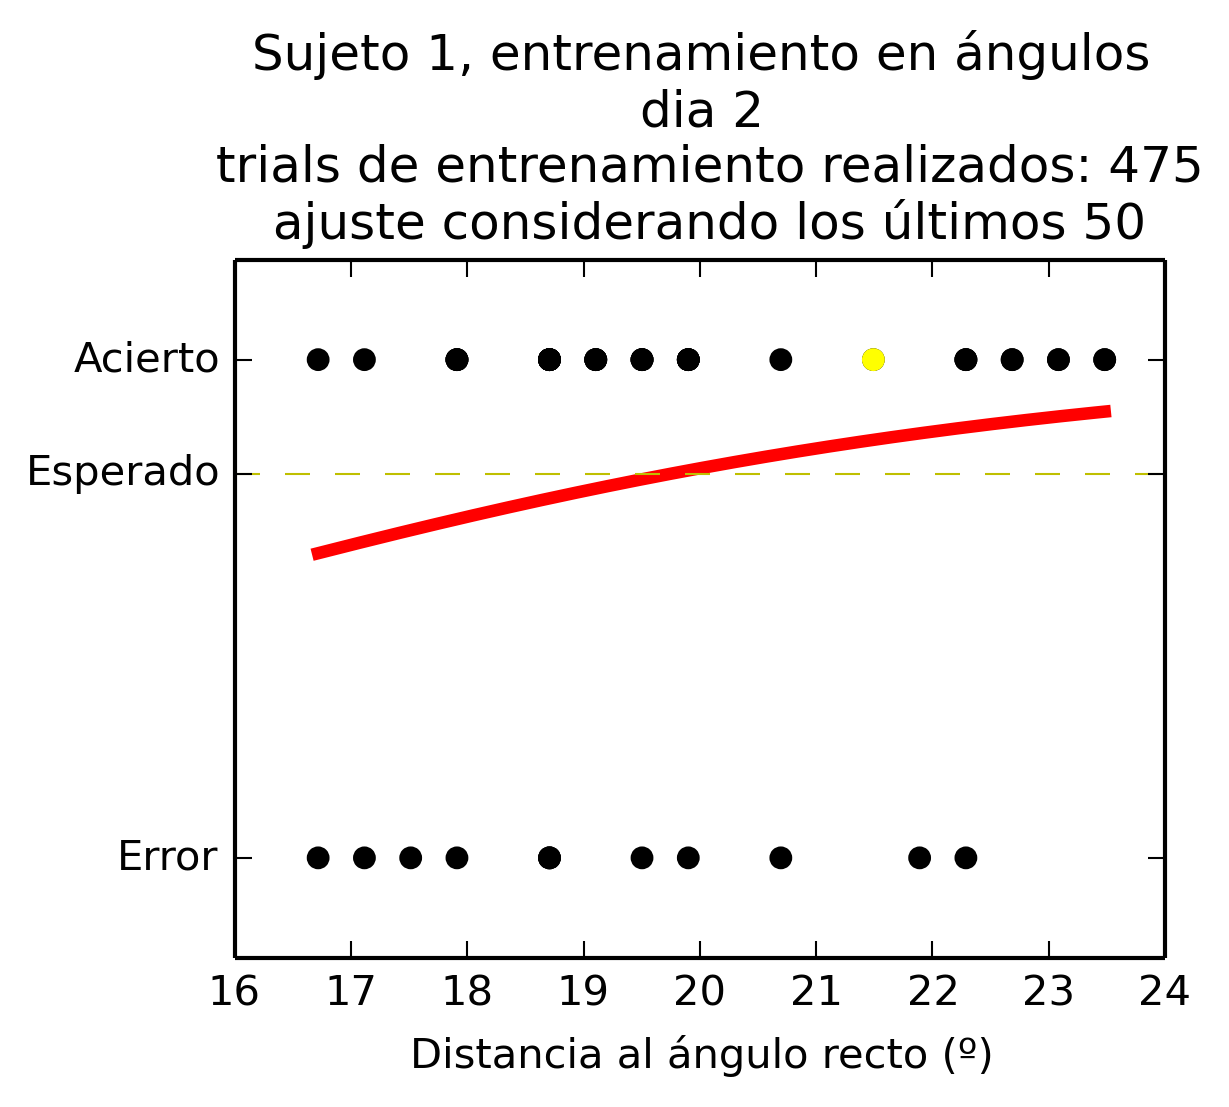 Sujeto 1, entrenamiento en ángulos
dia 2
trials de entrenamiento realizados: 475
ajuste considerando los últimos 50
Acierto
Esperado
Error
16 17 18 19 20 21 22 23 24
Distancia al ángulo recto (º)